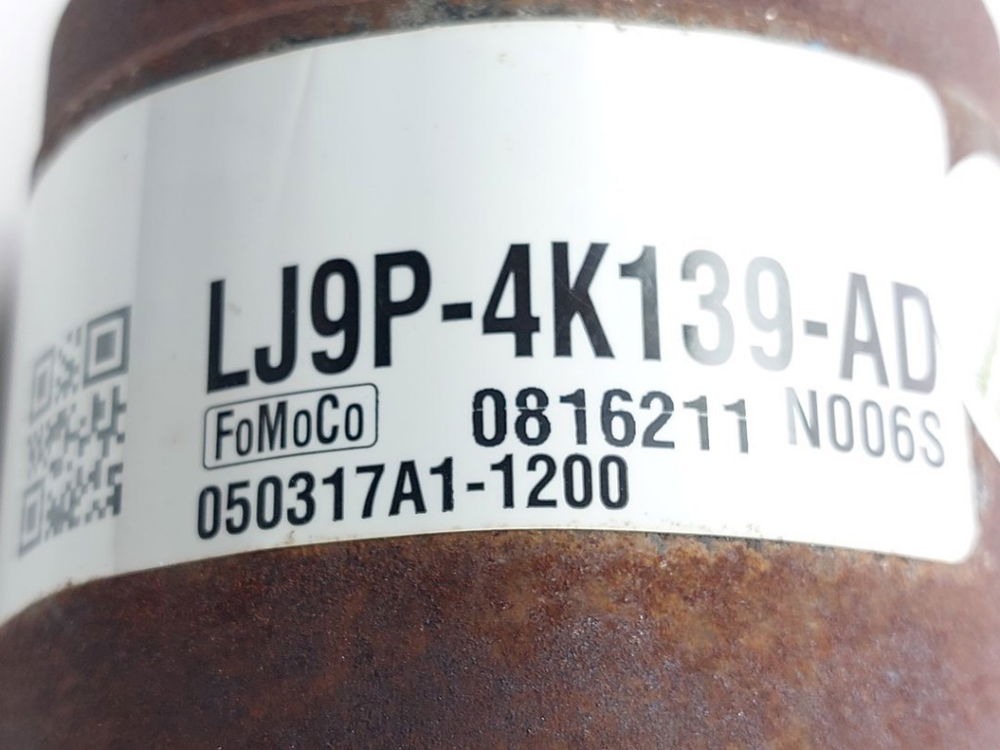 LJ9P-4K139-AD
FoMoCo 0816211 N006S
050317A1-1200